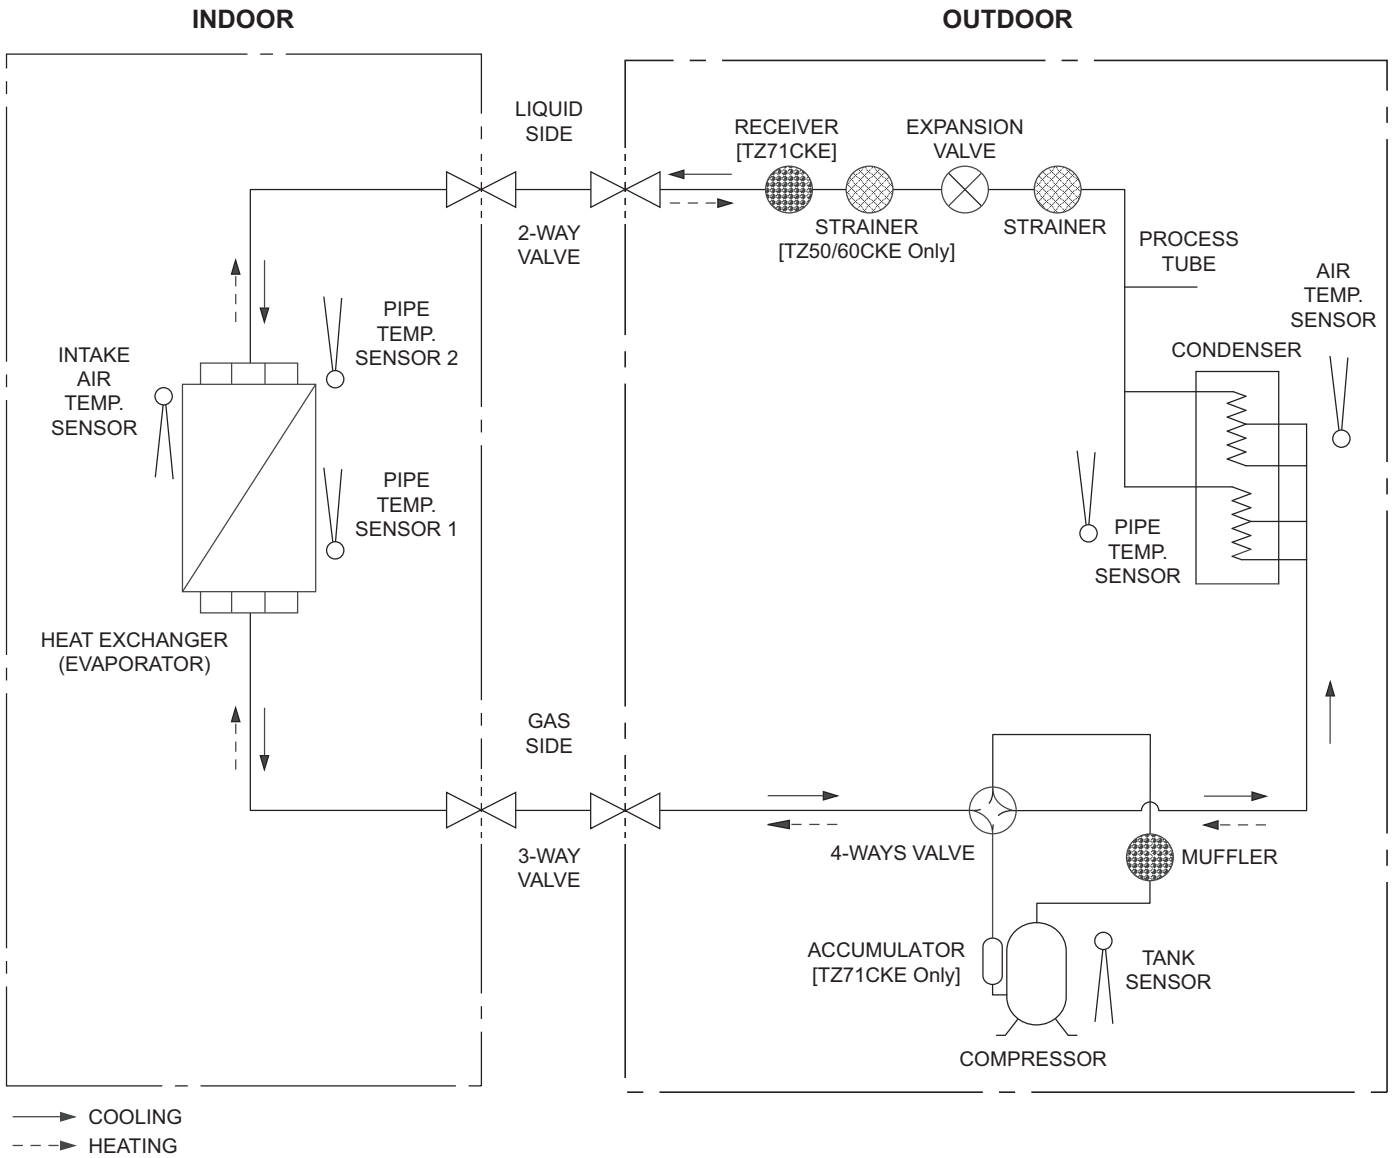 INDOOR
OUTDOOR
LIQUID
SIDE
2-WAY
VALVE
RECEIVER
[TZ71CKE]
STRAINER
[TZ50/60CKE Only]
EXPANSION
VALVE
STRAINER
PROCESS
TUBE
AIR
TEMP.
SENSOR
CONDENSER
PIPE
TEMP.
SENSOR 2
INTAKE
AIR
TEMP.
SENSOR
PIPE
TEMP.
SENSOR 1
PIPE
TEMP.
SENSOR
HEAT EXCHANGER
(EVAPORATOR)
GAS
SIDE
3-WAY
VALVE
4-WAYS VALVE
MUFFLER
ACCUMULATOR
[TZ71CKE Only]
TANK
SENSOR
COMPRESSOR
COOLING
HEATING